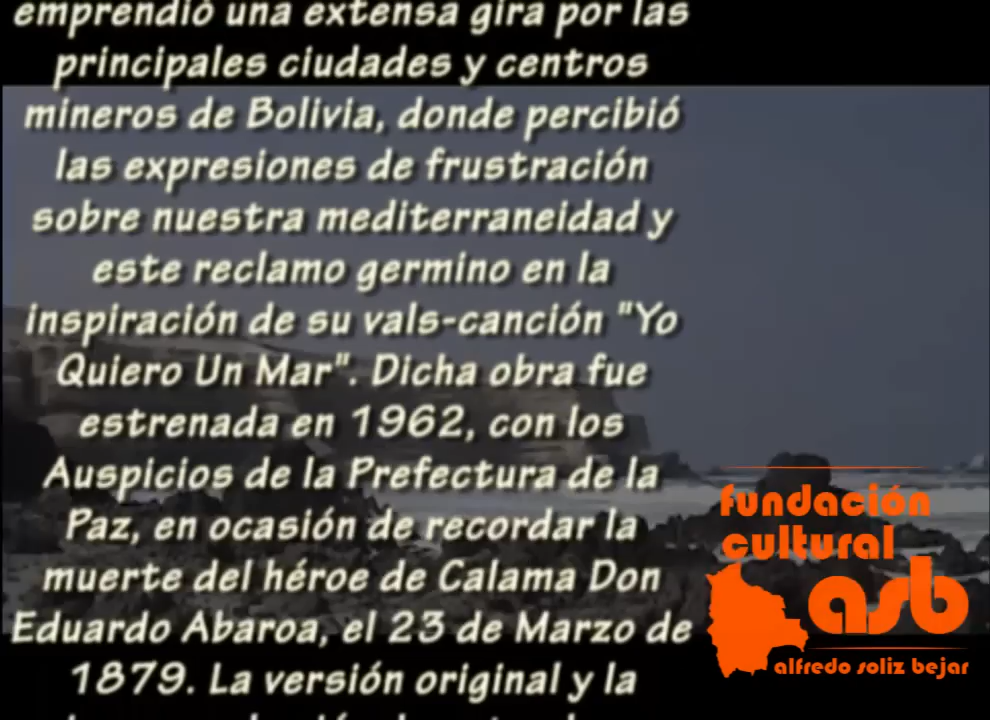 emprendió una extensa gira por las
principales ciudades y centros
mineros de Bolivia, donde percibió
las expresiones de frustración
sobre nuestra mediterraneidad y
este reclamo germino en la
inspiración de su vals-canción "Yo
Quiero Un Mar". Dicha obra fue
estrenada en 1962, con los
Auspicios de la Prefectura de la
Paz, en ocasión de recordar la
muerte del héroe de Calama Don
Eduardo Abaroa, el 23 de Marzo de
1879. La versión original y la
fundación
cultural
asb
alfredo soliz bejar